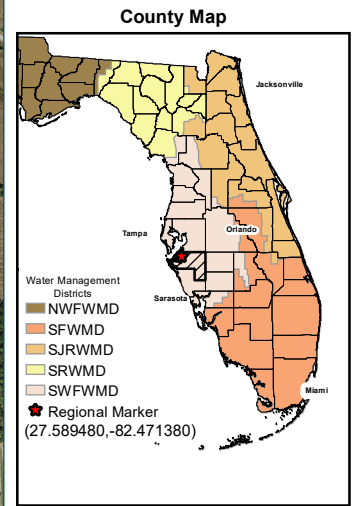 County Map
Jacksonville
Tampa
Orlando
Sarasota
Miami
Water Management
Districts
NWFWMD
SFWMD
SJRWMD
SRWMD
SWFWMD
Regional Marker
(27.589480,-82.471380)